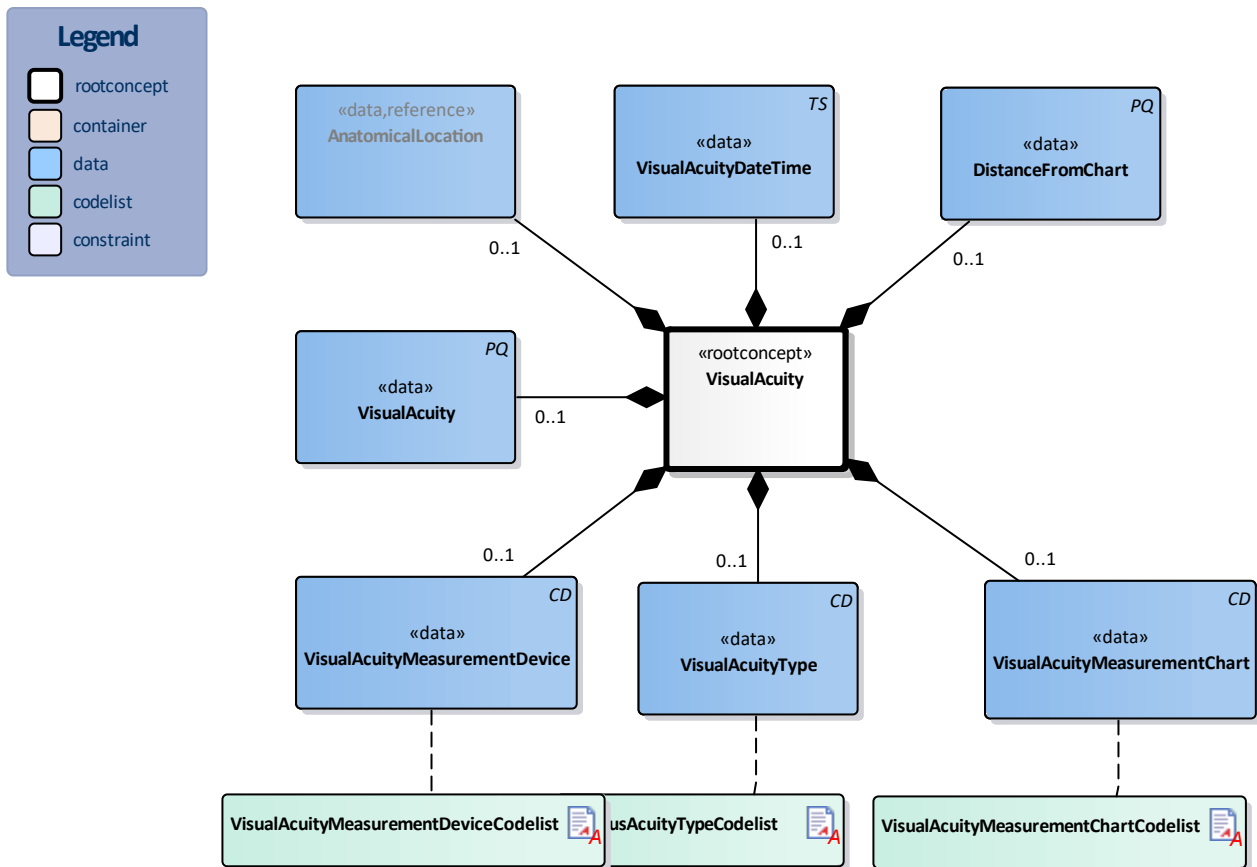 Legend
rootconcept
container
data
codelist
constraint
«data,reference»
AnatomicalLocation
TS
«data»
VisualAcuityDateTime
PQ
«data»
DistanceFromChart
0..1
0..1
0..1
PQ
«data»
VisualAcuity
0..1
«rootconcept»
VisualAcuity
0..1
0..1
0..1
CD
«data»
VisualAcuityMeasurementDevice
CD
«data»
VisualAcuityType
CD
«data»
VisualAcuityMeasurementChart
VisualAcuityMeasurementDeviceCodelist
usAcuityTypeCodelist
VisualAcuityMeasurementChartCodelist